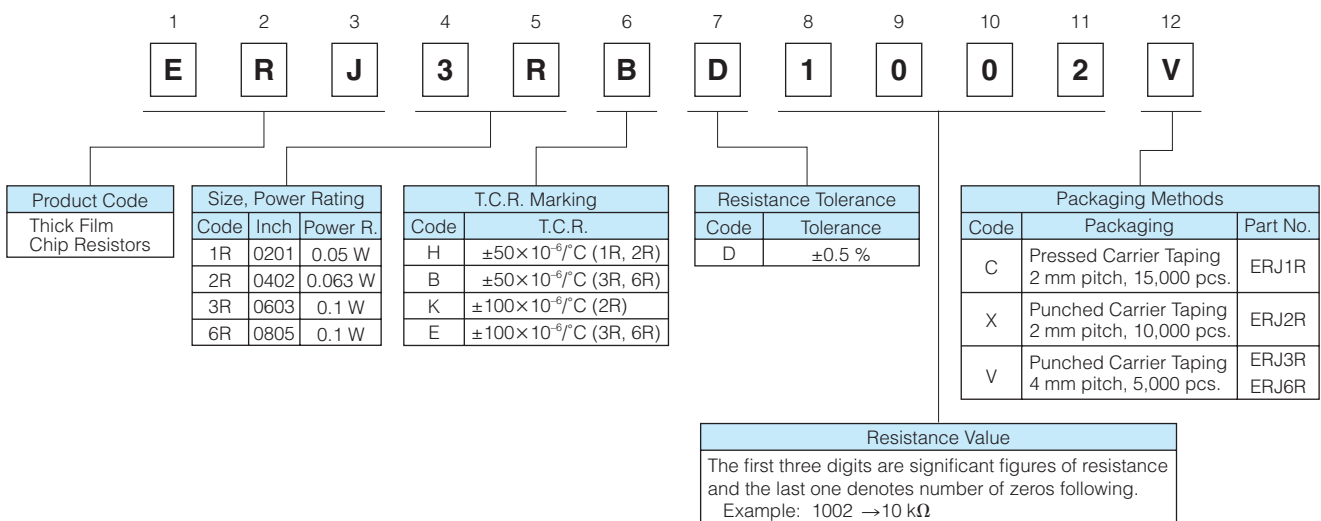 1 2 3 4 5 6 7 8 9 10 11 12
E R J 3 R B D 1 0 0 2 V
Product Code
Thick Film
Chip Resistors
Size, Power Rating
Code Inch Power R.
1R 0201 0.05 W
2R 0402 0.063 W
3R 0603 0.1 W
6R 0805 0.1 W
T.C.R. Marking
Code T.C.R.
H ±50×10⁻⁶/°C (1R, 2R)
B ±50×10⁻⁶/°C (3R, 6R)
K ±100×10⁻⁶/°C (2R)
E ±100×10⁻⁶/°C (3R, 6R)
Resistance Tolerance
Code Tolerance
D ±0.5 %
Packaging Methods
Code Packaging Part No.
C Pressed Carrier Taping
2 mm pitch, 15,000 pcs. ERJ1R
X Punched Carrier Taping
2 mm pitch, 10,000 pcs. ERJ2R
V Punched Carrier Taping ERJ3R
4 mm pitch, 5,000 pcs. ERJ6R
Resistance Value
The first three digits are significant figures of resistance
and the last one denotes number of zeros following.
Example: 1002 →10 kΩ